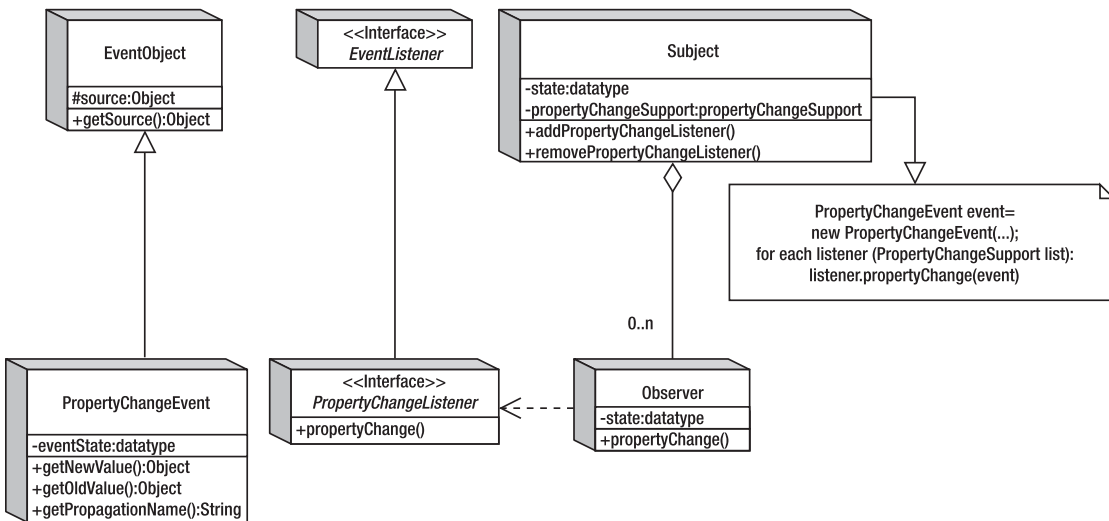 EventObject
#source:Object
+getSource():Object
<<Interface>>
EventListener
Subject
-state:datatype
-propertyChangeSupport:propertyChangeSupport
+addPropertyChangeListener()
+removePropertyChangeListener()
PropertyChangeEvent event=
new PropertyChangeEvent(...);
for each listener (PropertyChangeSupport list):
listener.propertyChange(event)
0..n
PropertyChangeEvent
-eventState:datatype
+getNewValue():Object
+getOldValue():Object
+getPropagationName():String
<<Interface>>
PropertyChangeListener
+propertyChange()
Observer
-state:datatype
+propertyChange()